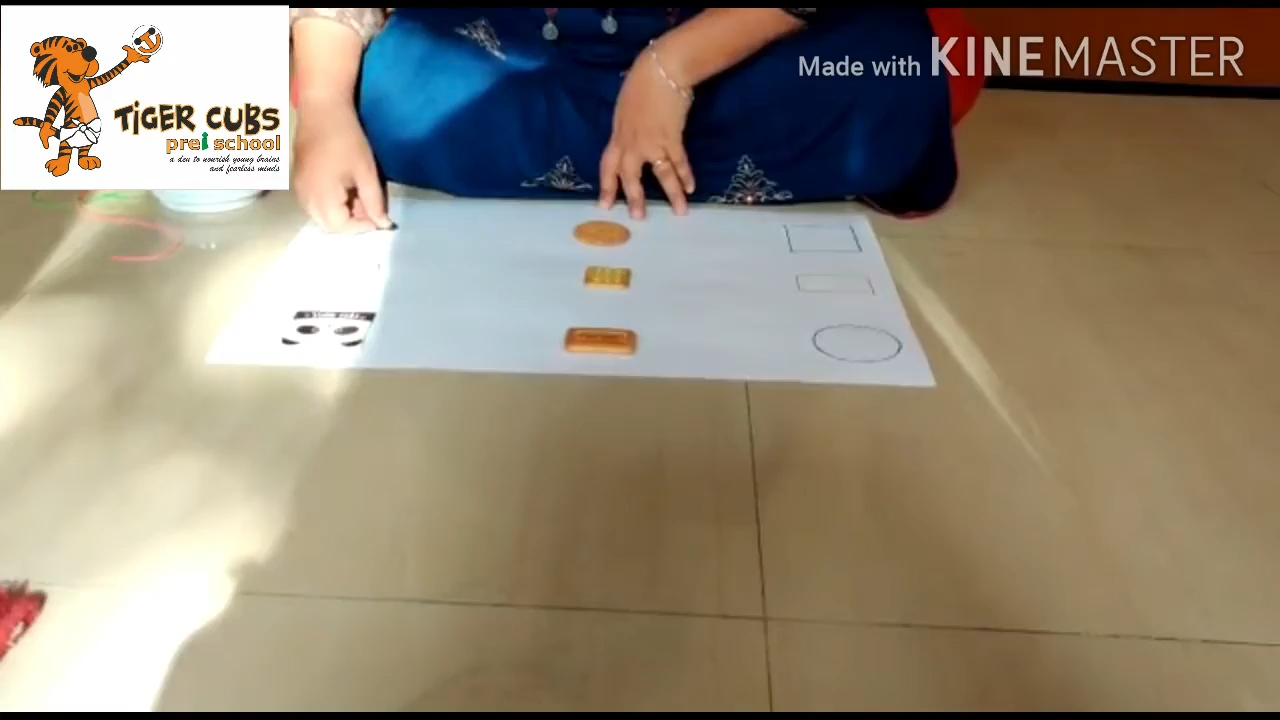 TiGER CUBS
prei school
a den to nourish young brains
and fearless minds
Made with KINEMASTER